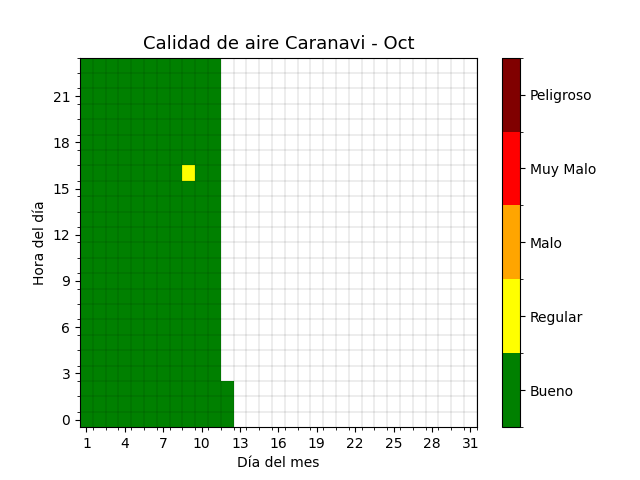 Calidad de aire Caranavi - Oct
Hora del día
21
18
15
12
9
6
3
0
1 4 7 10 13 16 19 22 25 28 31
Día del mes
Peligroso
Muy Malo
Malo
Regular
Bueno